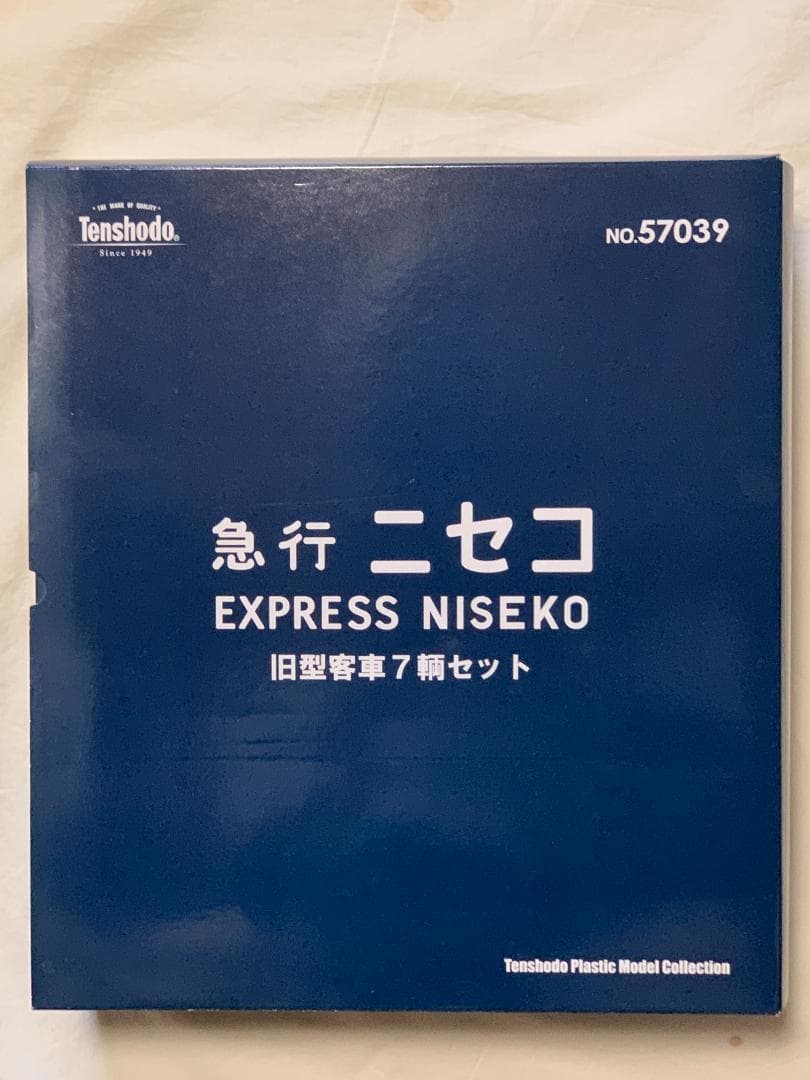 • THE MARK OF QUALITY •
Tenshodo®
Since 1949
NO.57039
急行 ニセコ
EXPRESS NISEKO
旧型客車7輌セット
Tenshodo Plastic Model Collection